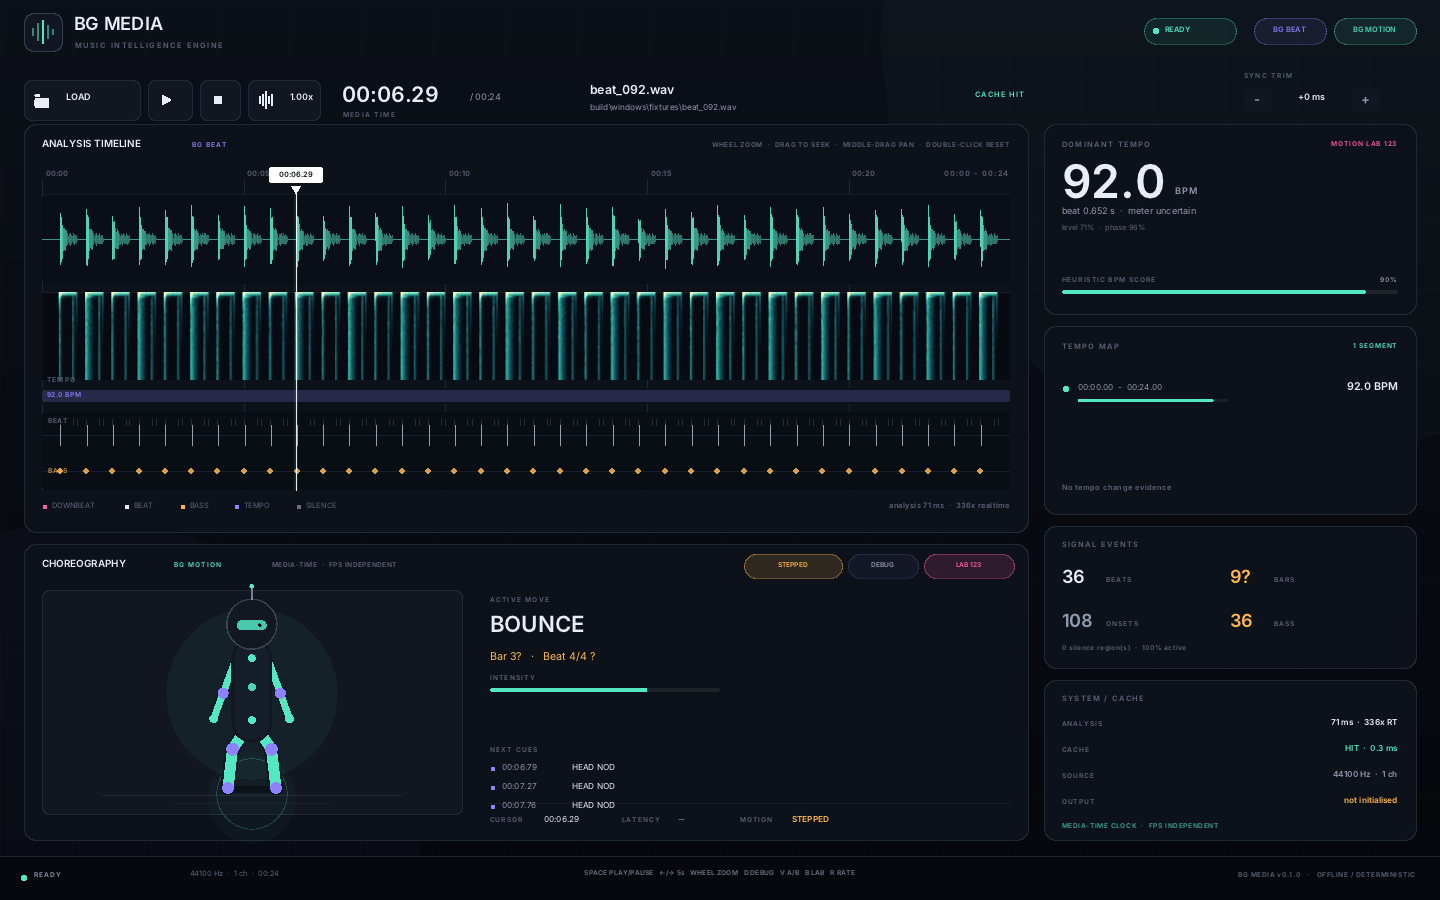 BG MEDIA
MUSIC INTELLIGENCE ENGINE
READY
BG BEAT
BG MOTION
LOAD
1.00x
00:06.29 / 00:24
MEDIA TIME
beat_092.wav
build\windows\fixtures\beat_092.wav
CACHE HIT
SYNC TRIM
- +0 ms +
ANALYSIS TIMELINE BG BEAT
WHEEL ZOOM · DRAG TO SEEK · MIDDLE-DRAG PAN · DOUBLE-CLICK RESET
00:00 00:05 00:06.29 00:10 00:15 00:20 00:00 - 00:24
TEMPO
92.0 BPM
BEAT
BASS
DOWNBEAT BEAT BASS TEMPO SILENCE
analysis 71 ms · 336x realtime
DOMINANT TEMPO MOTION LAB 123
92.0 BPM
beat 0.652 s · meter uncertain
level 71% · phase 96%
HEURISTIC BPM SCORE 90%
TEMPO MAP 1 SEGMENT
00:00.00 - 00:24.00 92.0 BPM
No tempo change evidence
SIGNAL EVENTS
36 BEATS 9? BARS
108 ONSETS 36 BASS
0 silence region(s) · 100% active
SYSTEM / CACHE
ANALYSIS 71 ms · 336x RT
CACHE HIT · 0.3 ms
SOURCE 44100 Hz · 1 ch
OUTPUT not initialised
MEDIA-TIME CLOCK · FPS INDEPENDENT
CHOREOGRAPHY BG MOTION MEDIA-TIME · FPS INDEPENDENT
STEPPED DEBUG LAB 123
ACTIVE MOVE
BOUNCE
Bar 3? · Beat 4/4 ?
INTENSITY
NEXT CUES
00:06.79 HEAD NOD
00:07.27 HEAD NOD
00:07.76 HEAD NOD
CURSOR 00:06.29 LATENCY -- MOTION STEPPED
READY
44100 Hz · 1 ch · 00:24
SPACE PLAY/PAUSE ←/→ 5s WHEEL ZOOM D DEBUG V A/B B LAB R RATE
BG MEDIA v0.1.0 · OFFLINE / DETERMINISTIC